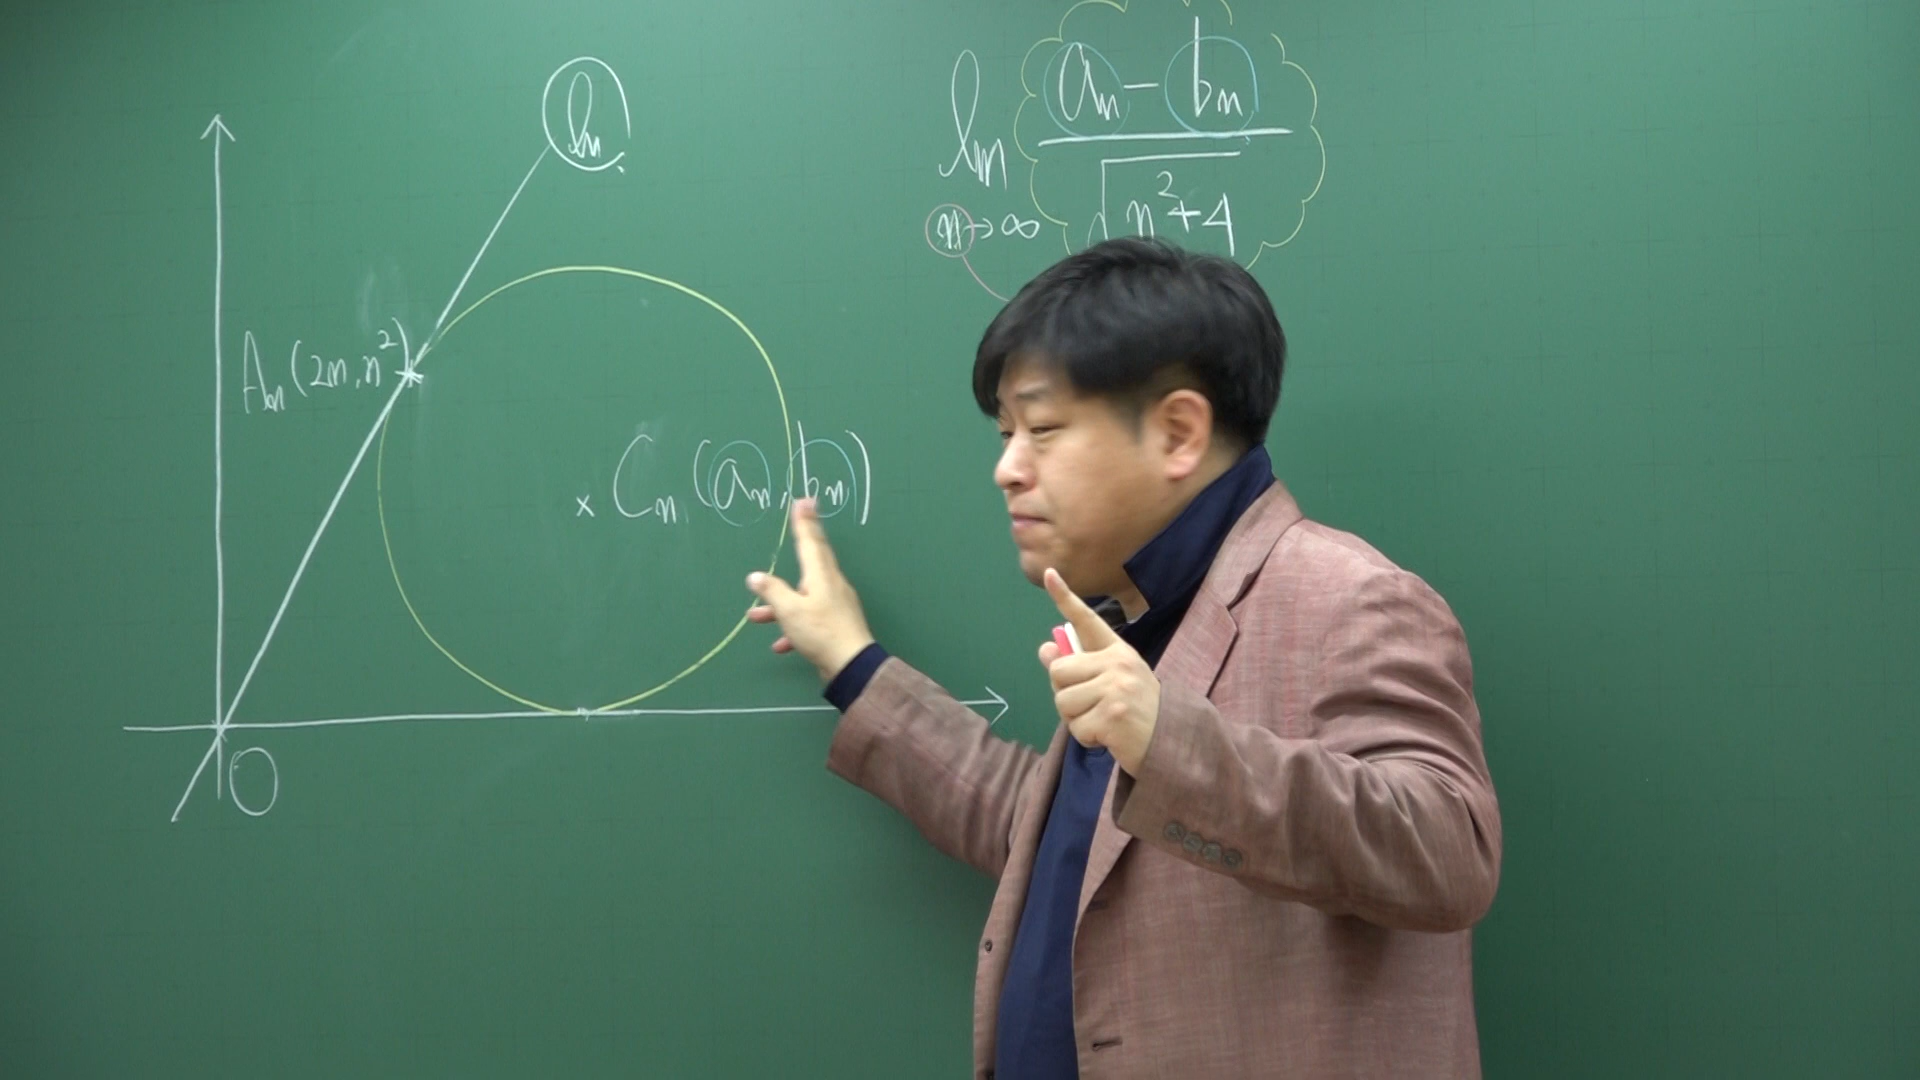 lₙ
Aₙ(2n, n²)
Cₙ(aₙ, bₙ)
O
lim n→∞ (aₙ − bₙ) / √(n²+4)